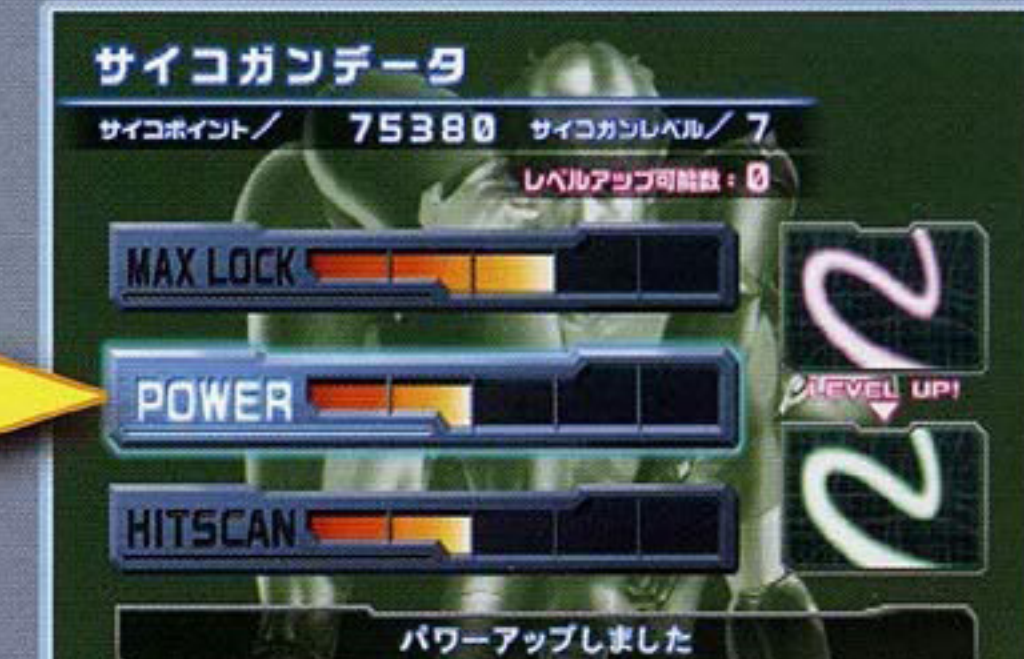 サイコガンデータ
サイコポイント／ 75380 サイコガンレベル／ 7
レベルアップ可能数：0
MAX LOCK
POWER
LEVEL UP!
HITSCAN
パワーアップしました